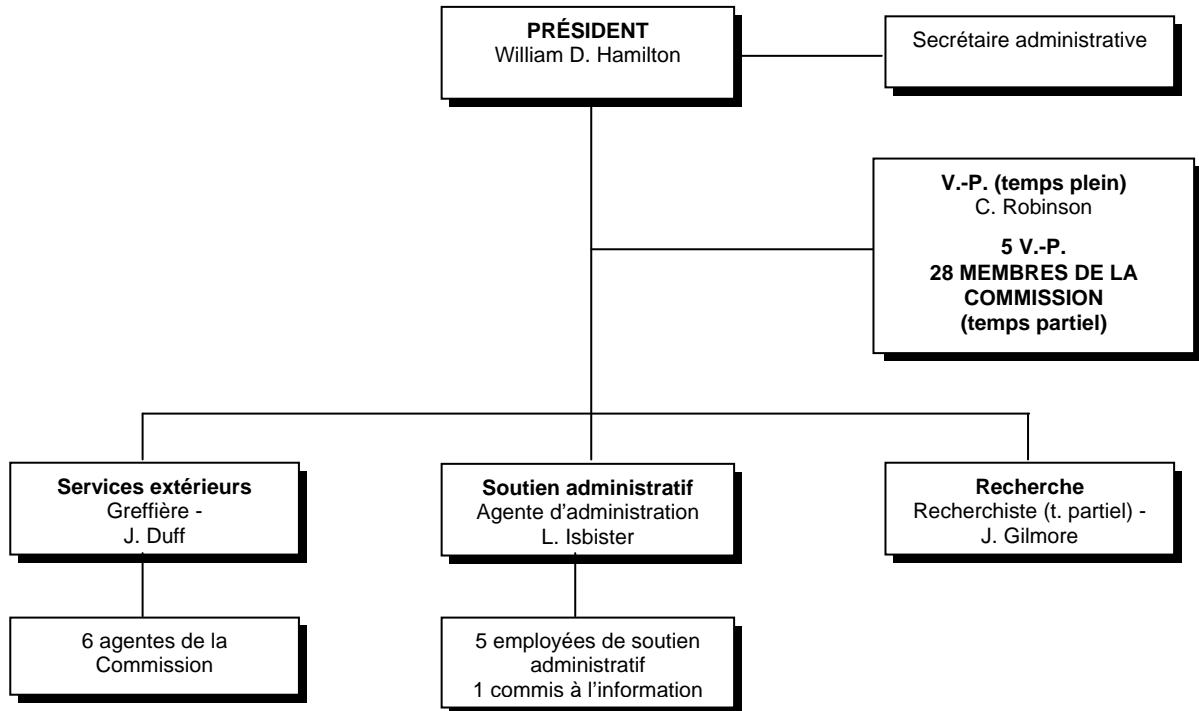 PRÉSIDENT
William D. Hamilton
Secrétaire administrative
V.-P. (temps plein)
C. Robinson
5 V.-P.
28 MEMBRES DE LA
COMMISSION
(temps partiel)
Services extérieurs
Greffière -
J. Duff
Soutien administratif
Agente d'administration
L. Isbister
Recherche
Recherchiste (t. partiel) -
J. Gilmore
6 agentes de la
Commission
5 employées de soutien
administratif
1 commis à l'information